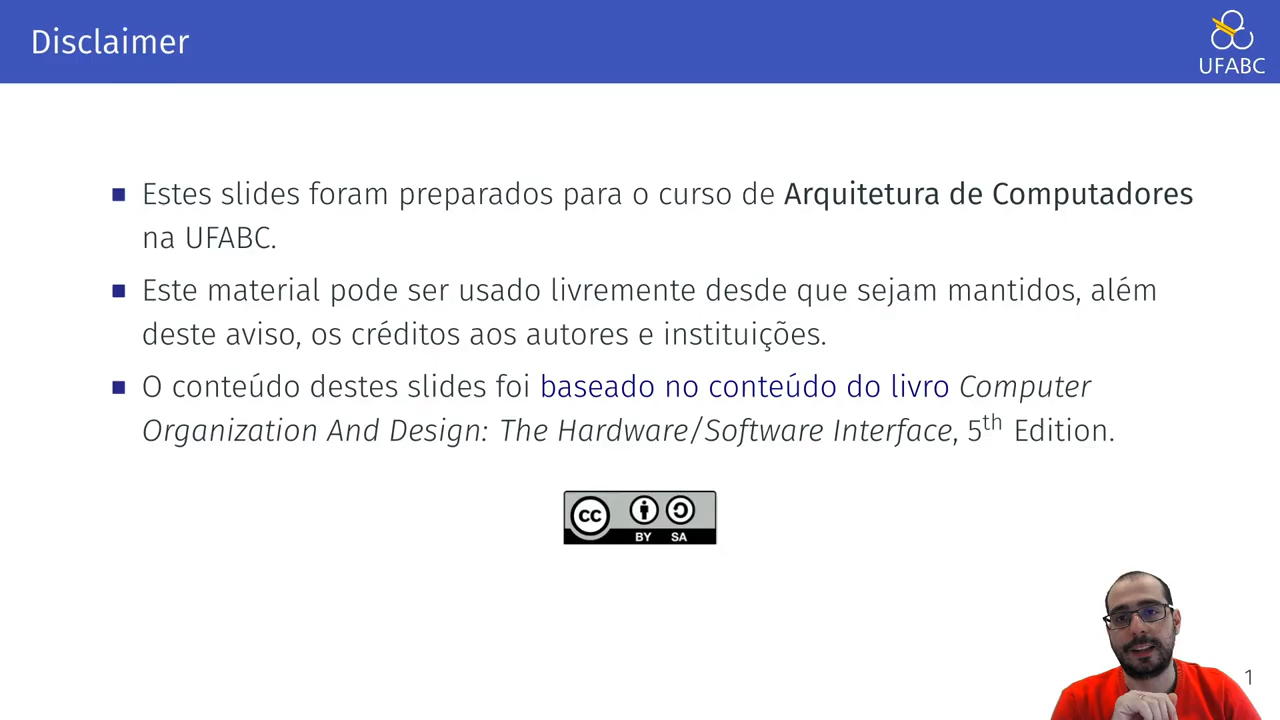 Disclaimer
UFABC
■ Estes slides foram preparados para o curso de Arquitetura de Computadores
na UFABC.
■ Este material pode ser usado livremente desde que sejam mantidos, além
deste aviso, os créditos aos autores e instituições.
■ O conteúdo destes slides foi baseado no conteúdo do livro Computer
Organization And Design: The Hardware/Software Interface, 5th Edition.
cc
BY SA
1